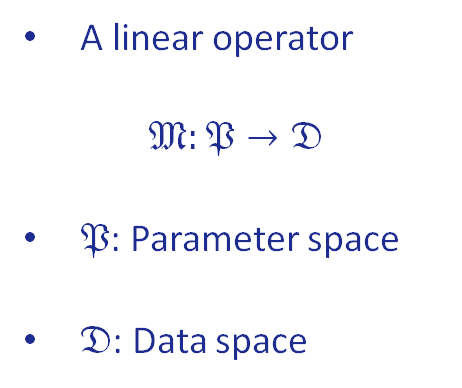 • A linear operator
𝔐: 𝔓 → 𝔇
• 𝔓: Parameter space
• 𝔇: Data space